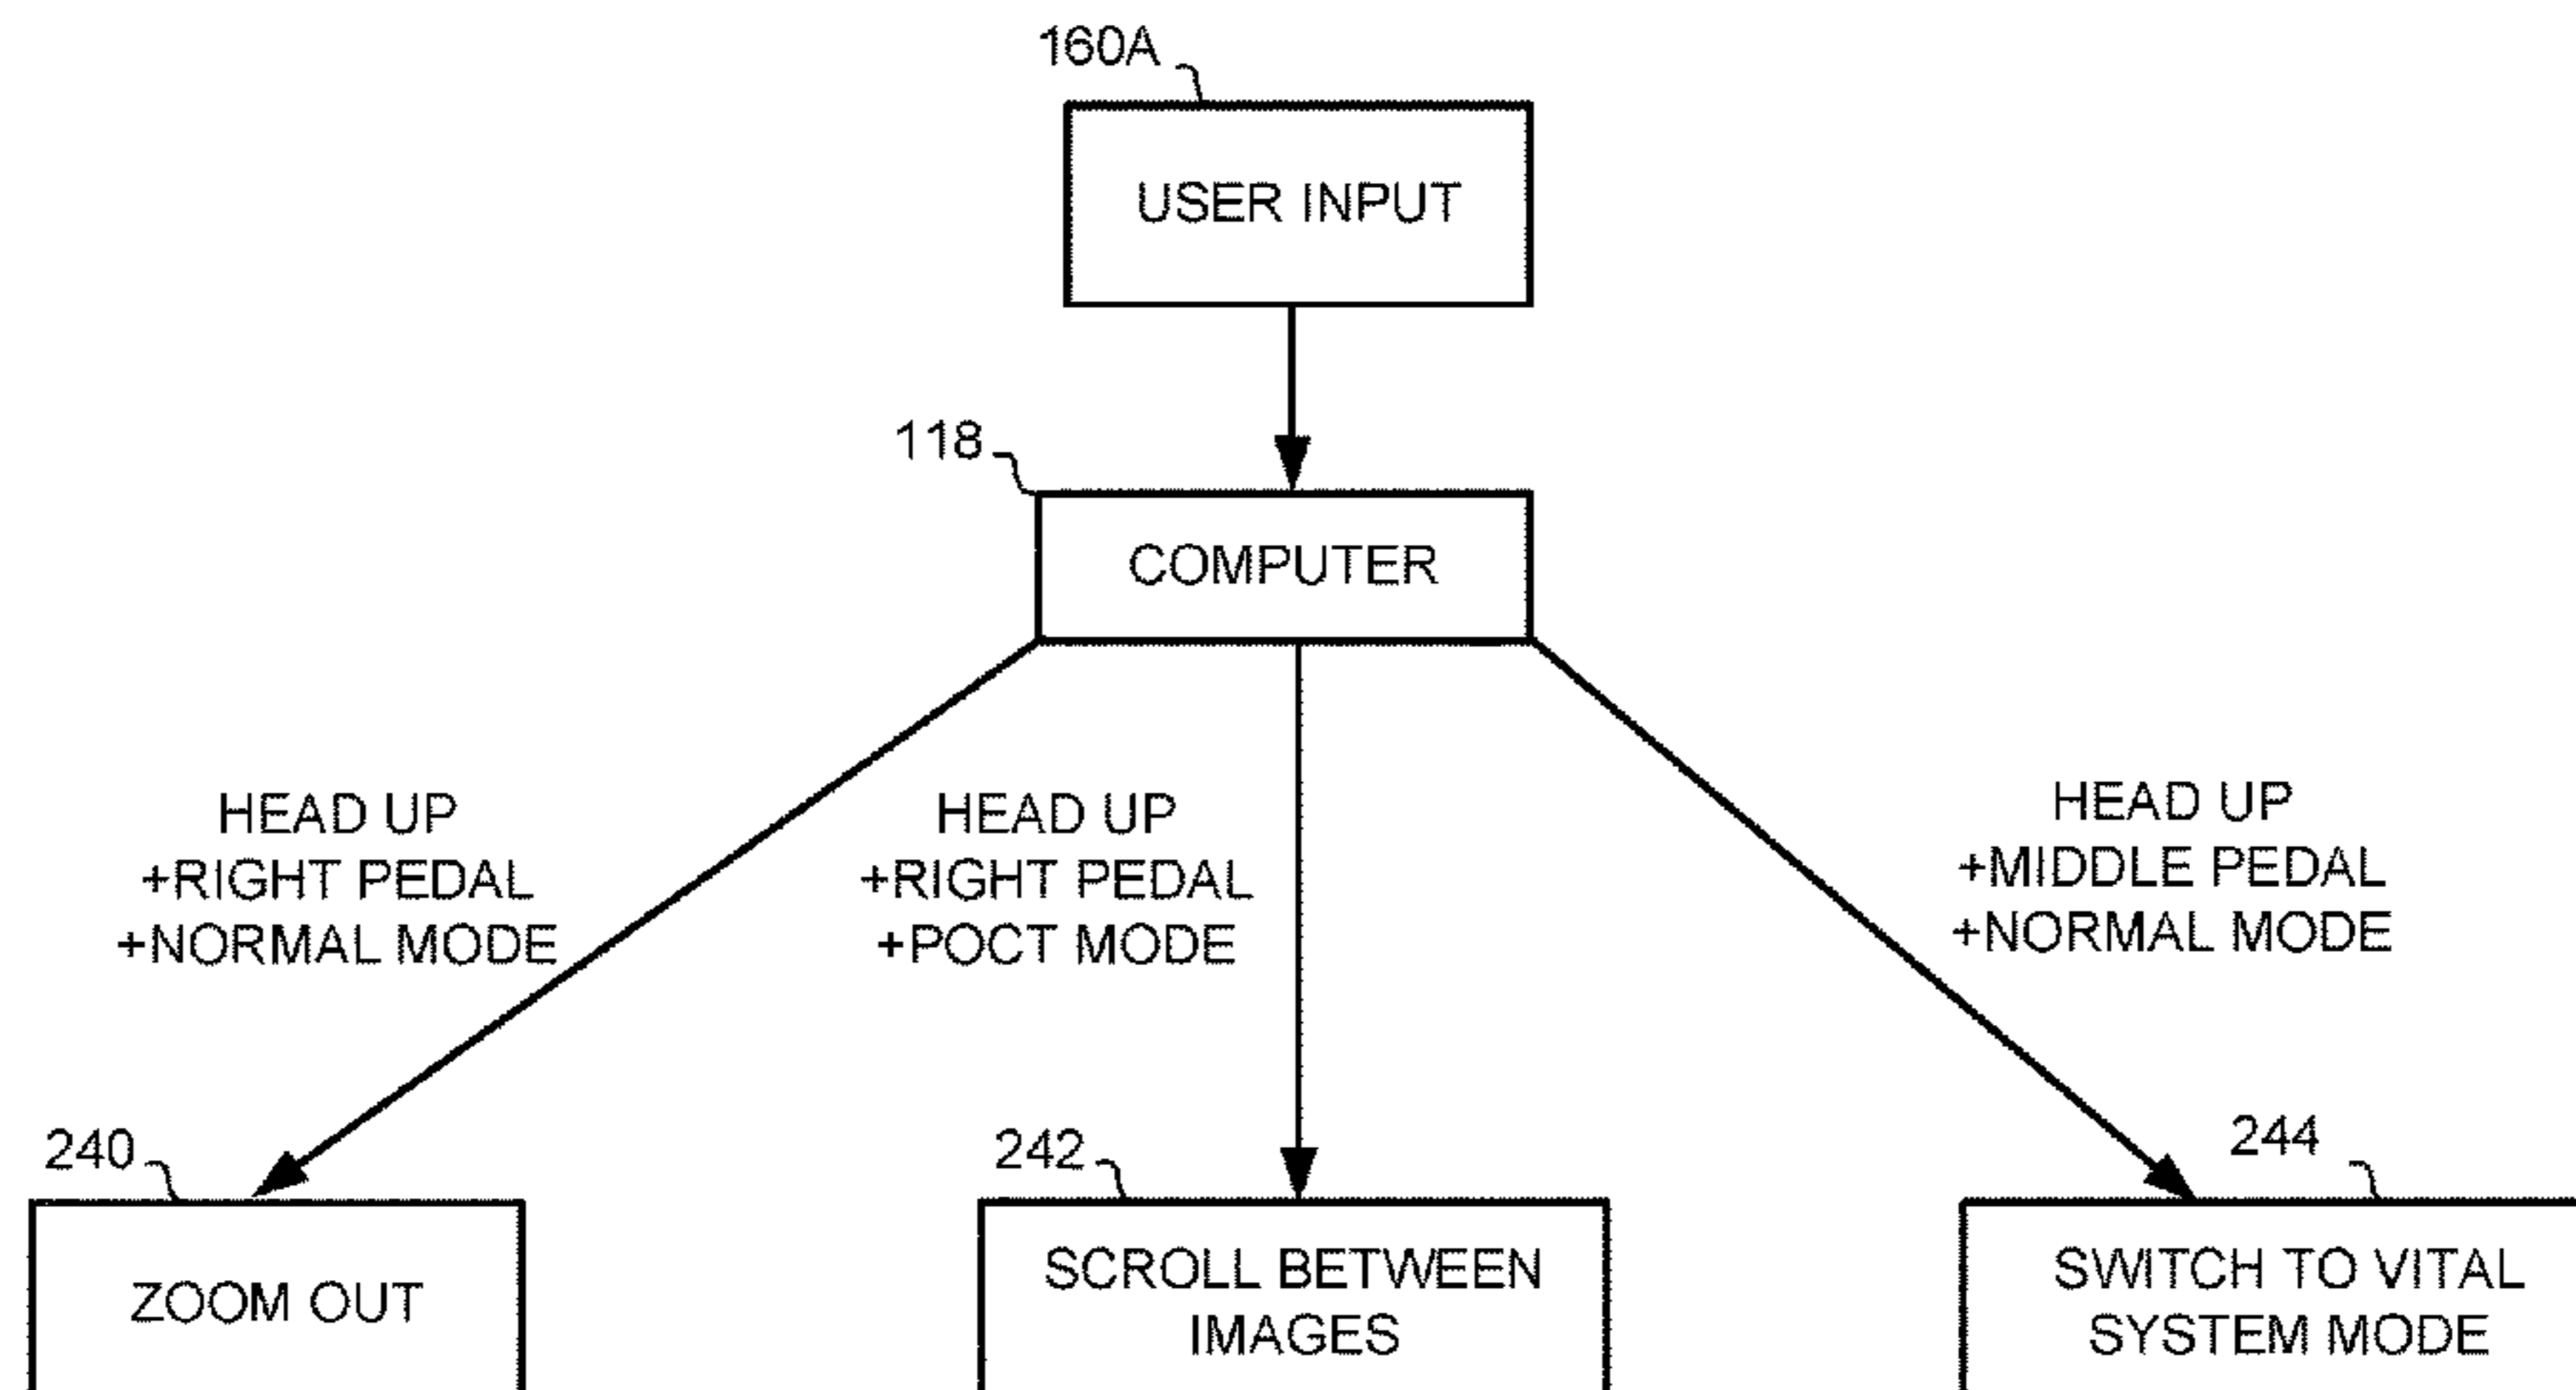 160A
USER INPUT
118
COMPUTER
HEAD UP
+RIGHT PEDAL
+NORMAL MODE
HEAD UP
+RIGHT PEDAL
+POCT MODE
HEAD UP
+MIDDLE PEDAL
+NORMAL MODE
240
ZOOM OUT
242
SCROLL BETWEEN
IMAGES
244
SWITCH TO VITAL
SYSTEM MODE